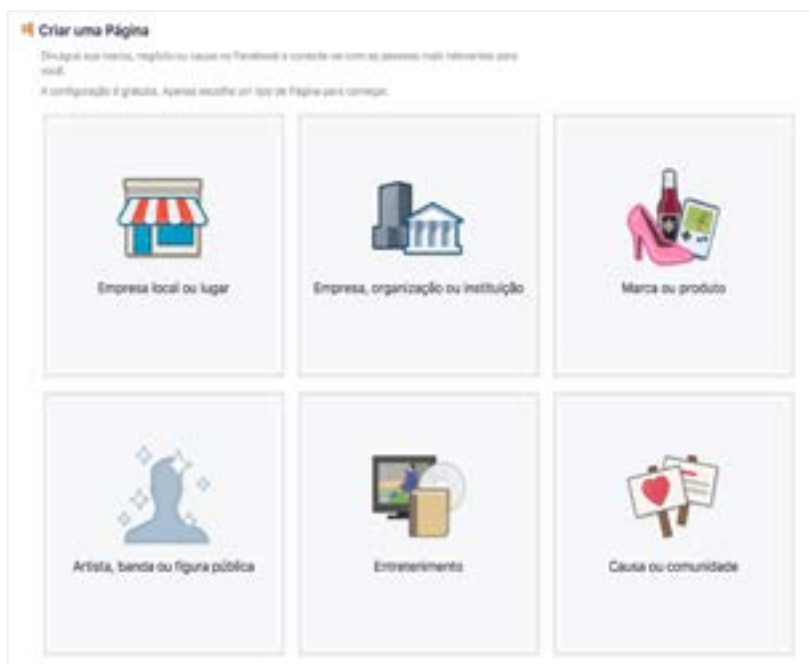 Criar uma Página
Divulgue sua marca, negócio ou causa no Facebook e conecte-se com as pessoas mais relevantes para
você.
A configuração é gratuita. Apenas escolha um tipo de Página para começar.
Empresa local ou lugar
Empresa, organização ou instituição
Marca ou produto
Artista, banda ou figura pública
Entretenimento
Causa ou comunidade